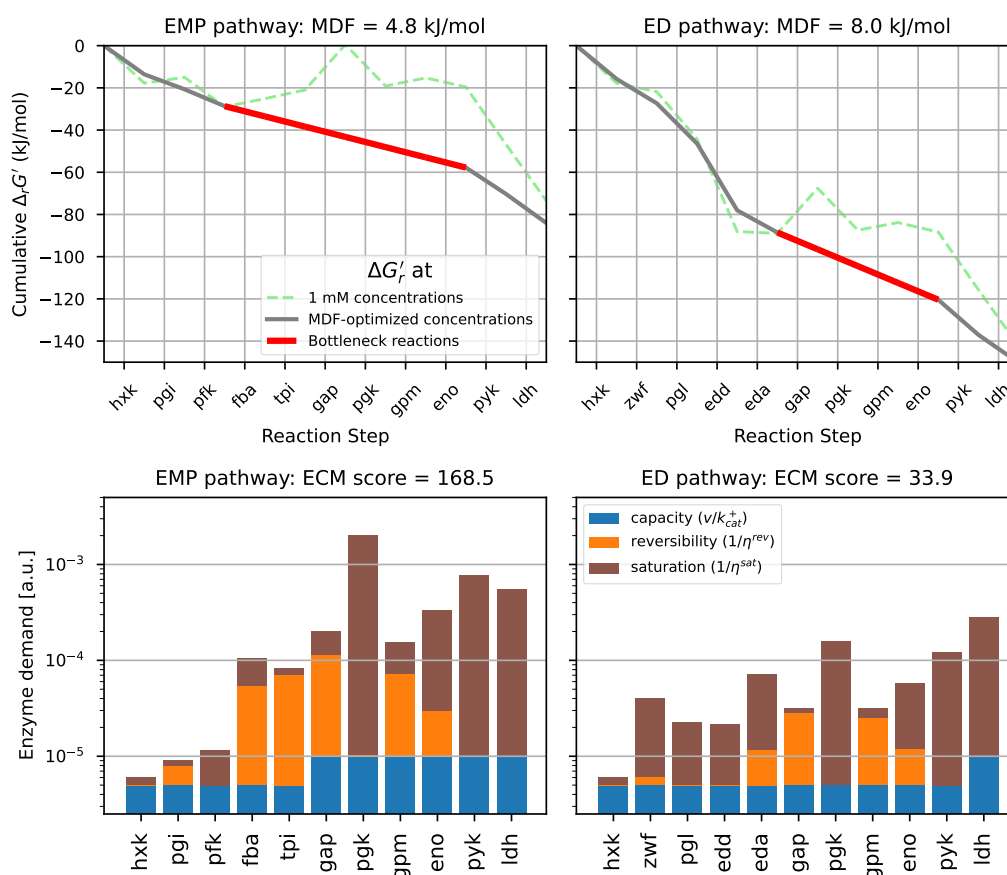 EMP pathway: MDF = 4.8 kJ/mol
ED pathway: MDF = 8.0 kJ/mol
Cumulative ΔrG′ (kJ/mol)
0
−20
−40
−60
−80
−100
−120
−140
ΔG′r at
1 mM concentrations
MDF-optimized concentrations
Bottleneck reactions
hxk pgi pfk fba tpi gap pgk gpm eno pyk ldh
hxk zwf pgl edd eda gap pgk gpm eno pyk ldh
Reaction Step
Reaction Step
EMP pathway: ECM score = 168.5
ED pathway: ECM score = 33.9
Enzyme demand [a.u.]
10⁻³
10⁻⁴
10⁻⁵
capacity (v/k⁺cat)
reversibility (1/ηʳᵉᵛ)
saturation (1/ηˢᵃᵗ)
hxk pgi pfk fba tpi gap pgk gpm eno pyk ldh
hxk zwf pgl edd eda gap pgk gpm eno pyk ldh